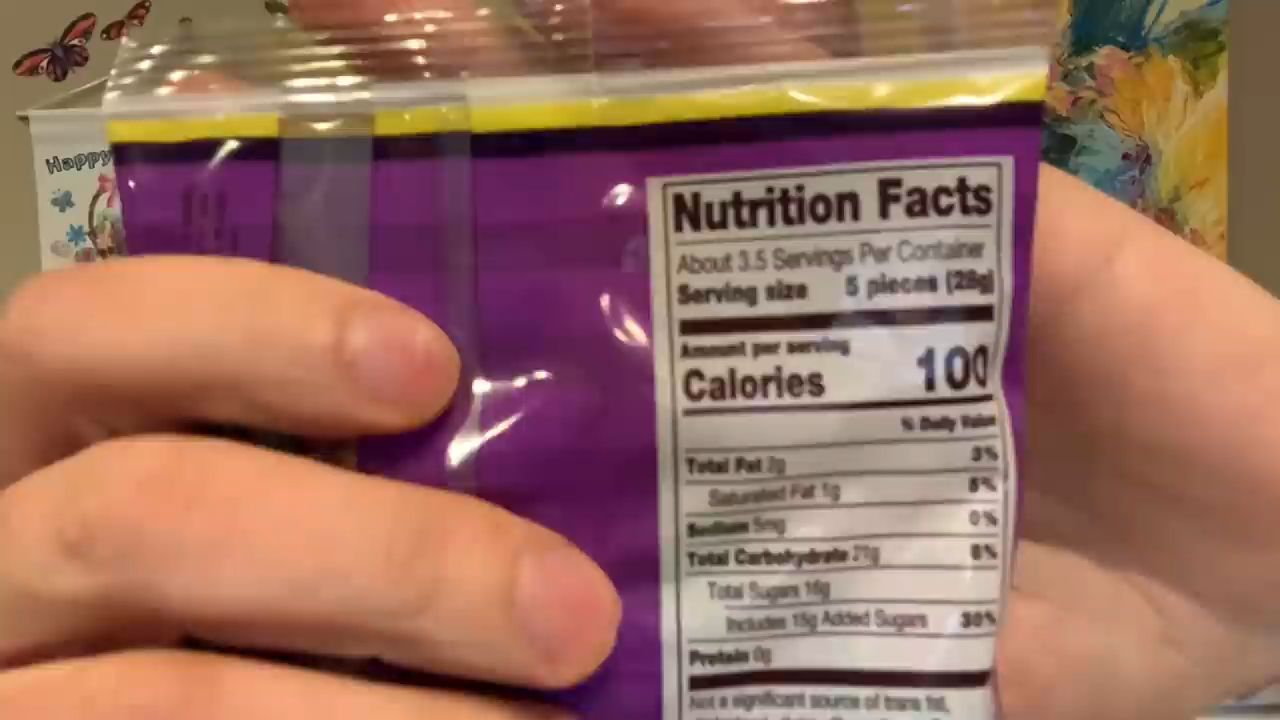 Happy
Nutrition Facts
About 3.5 Servings Per Container
Serving size 5 pieces (28g)
Amount per serving
Calories 100
% Daily Value
Total Fat 2g 3%
Saturated Fat 1g 5%
Sodium 5mg 0%
Total Carbohydrate 21g 8%
Total Sugars 16g
Includes 15g Added Sugars 30%
Protein 0g
Not a significant source of trans fat,